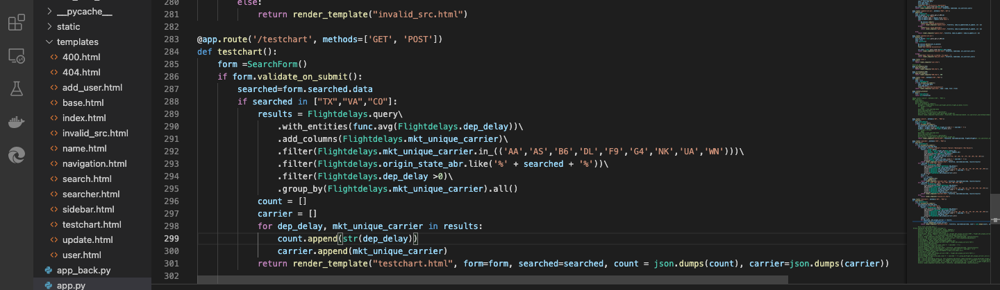 __pycache__
static
templates
400.html
404.html
add_user.html
base.html
index.html
invalid_src.html
name.html
navigation.html
search.html
searcher.html
sidebar.html
testchart.html
update.html
user.html
app_back.py
app.py
280 else:
281 return render_template("invalid_src.html")
282
283 @app.route('/testchart', methods=['GET', 'POST'])
284 def testchart():
285 form =SearchForm()
286 if form.validate_on_submit():
287 searched=form.searched.data
288 if searched in ["TX","VA","CO"]:
289 results = Flightdelays.query\
290 .with_entities(func.avg(Flightdelays.dep_delay))\
291 .add_columns(Flightdelays.mkt_unique_carrier)\
292 .filter(Flightdelays.mkt_unique_carrier.in_(('AA','AS','B6','DL','F9','G4','NK','UA','WN')))\
293 .filter(Flightdelays.origin_state_abr.like('%' + searched + '%'))\
294 .filter(Flightdelays.dep_delay >0)\
295 .group_by(Flightdelays.mkt_unique_carrier).all()
296 count = []
297 carrier = []
298 for dep_delay, mkt_unique_carrier in results:
299 count.append(str(dep_delay))
300 carrier.append(mkt_unique_carrier)
301 return render_template("testchart.html", form=form, searched=searched, count = json.dumps(count), carrier=json.dumps(carrier))
302